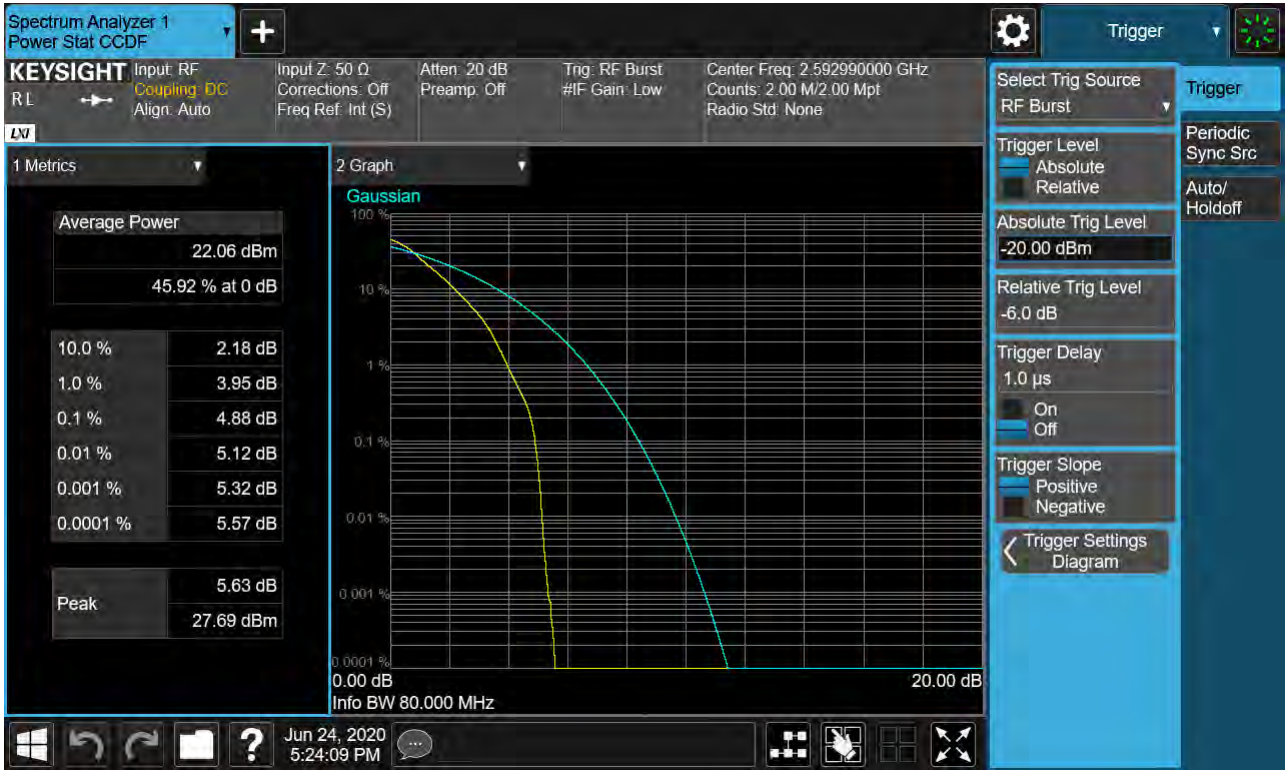 Spectrum Analyzer 1
Power Stat CCDF
+
Trigger
KEYSIGHT
RL
LXI
Input: RF
Coupling: DC
Align: Auto
Input Z: 50 Ω
Corrections: Off
Freq Ref: Int (S)
Atten: 20 dB
Preamp: Off
Trig: RF Burst
#IF Gain: Low
Center Freq: 2.592990000 GHz
Counts: 2.00 M/2.00 Mpt
Radio Std: None
1 Metrics
Average Power
22.06 dBm
45.92 % at 0 dB
10.0 % 2.18 dB
1.0 % 3.95 dB
0.1 % 4.88 dB
0.01 % 5.12 dB
0.001 % 5.32 dB
0.0001 % 5.57 dB
Peak
5.63 dB
27.69 dBm
2 Graph
Gaussian
100 %
10 %
1 %
0.1 %
0.01 %
0.001 %
0.0001 %
0.00 dB
20.00 dB
Info BW 80.000 MHz
Select Trig Source
RF Burst
Trigger Level
Absolute
Relative
Absolute Trig Level
-20.00 dBm
Relative Trig Level
-6.0 dB
Trigger Delay
1.0 µs
On
Off
Trigger Slope
Positive
Negative
Trigger Settings
Diagram
Trigger
Periodic
Sync Src
Auto/
Holdoff
?
Jun 24, 2020
5:24:09 PM